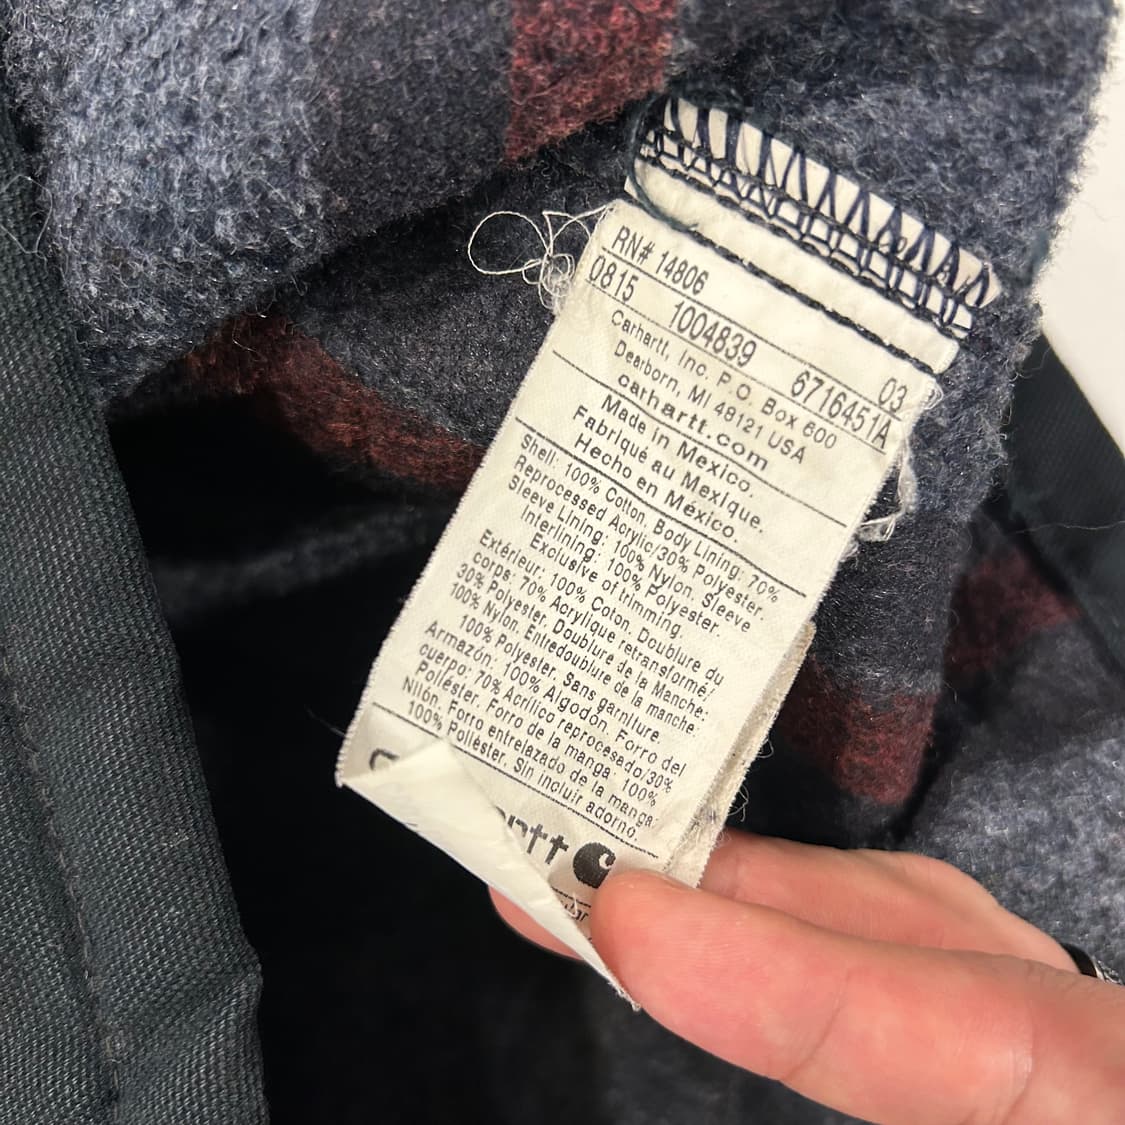 RN# 14806
0815 1004839 6716451A 03
Carhartt, Inc. P.O. Box 600
Dearborn, MI 48121 USA
carhartt.com
Made in Mexico.
Fabriqué au Mexique.
Hecho en México.
Shell: 100% Cotton, Body Lining: 70%
Reprocessed Acrylic/30% Polyester.
Sleeve Lining: 100% Nylon. Sleeve
Interlining: 100% Polyester.
Exclusive of trimming.
Extérieur: 100% Coton. Doublure du
corps: 70% Acrylique retransformé/
30% Polyester. Doublure de la Manche:
100% Nylon. Entredoublure de la manche:
100% Polyester. Sans garniture.
Armazón: 100% Algodón. Forro del
cuerpo: 70% Acrílico reprocesado/30%
Poliéster. Forro de la manga: 100%
Nilón. Forro entrelazado de la manga:
100% Poliéster. Sin incluir adorno.